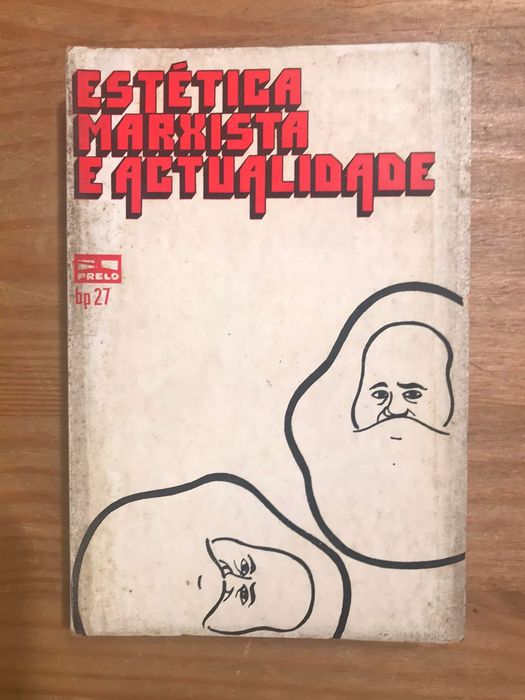 ESTÉTICA
MARXISTA
E ACTUALIDADE
PRELO
bp 27